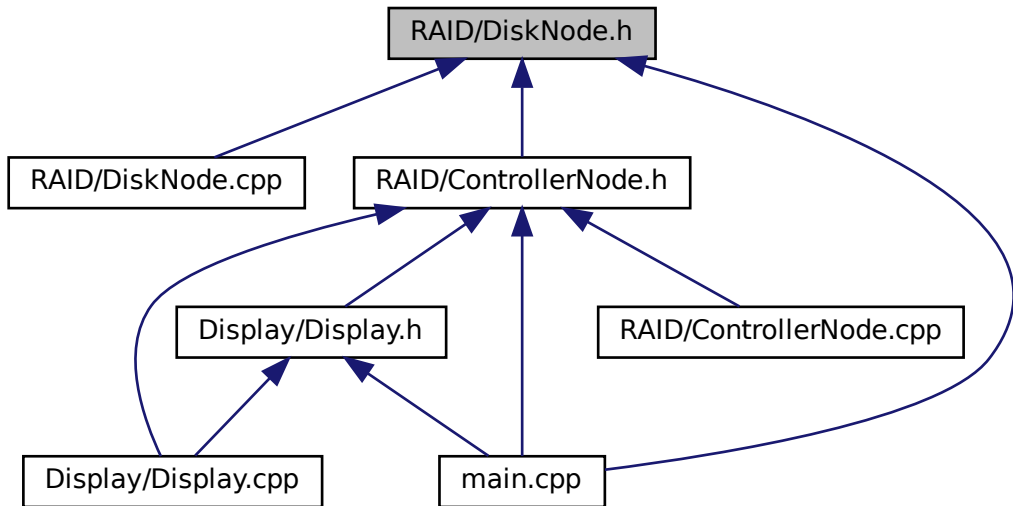 RAID/DiskNode.h
RAID/DiskNode.cpp
RAID/ControllerNode.h
Display/Display.h
RAID/ControllerNode.cpp
Display/Display.cpp
main.cpp